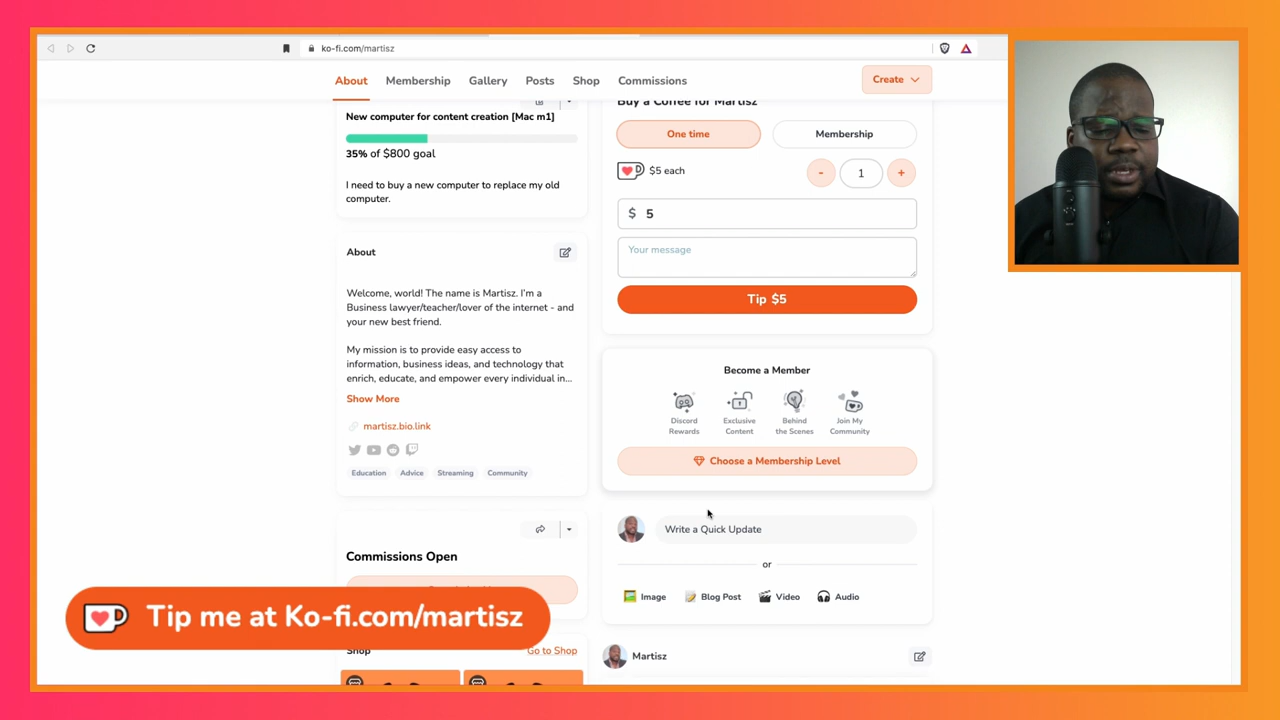 ko-fi.com/martisz
About
Membership
Gallery
Posts
Shop
Commissions
Create
New computer for content creation [Mac m1]
35% of $800 goal
I need to buy a new computer to replace my old
computer.
About
Welcome, world! The name is Martisz. I'm a
Business lawyer/teacher/lover of the internet - and
your new best friend.
My mission is to provide easy access to
information, business ideas, and technology that
enrich, educate, and empower every individual in...
Show More
martisz.bio.link
Education
Advice
Streaming
Community
Commissions Open
Shop
Go to Shop
Buy a Coffee for Martisz
One time
Membership
$5 each
-
1
+
$ 5
Your message
Tip $5
Become a Member
Discord
Rewards
Exclusive
Content
Behind
the Scenes
Join My
Community
Choose a Membership Level
Write a Quick Update
or
Image
Blog Post
Video
Audio
Martisz
Tip me at Ko-fi.com/martisz